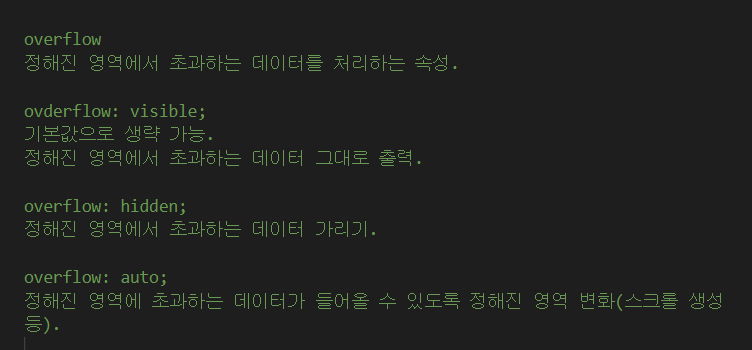 overflow
정해진 영역에서 초과하는 데이터를 처리하는 속성.
ovderflow: visible;
기본값으로 생략 가능.
정해진 영역에서 초과하는 데이터 그대로 출력.
overflow: hidden;
정해진 영역에서 초과하는 데이터 가리기.
overflow: auto;
정해진 영역에 초과하는 데이터가 들어올 수 있도록 정해진 영역 변화(스크롤 생성
등).